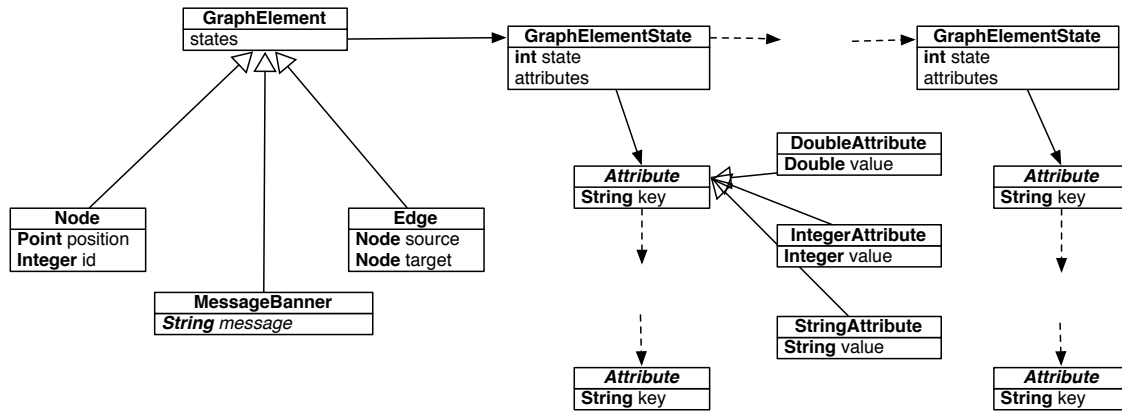 GraphElement
states
GraphElementState
int state
attributes
GraphElementState
int state
attributes
DoubleAttribute
Double value
Attribute
String key
Attribute
String key
Node
Point position
Integer id
Edge
Node source
Node target
IntegerAttribute
Integer value
MessageBanner
String message
StringAttribute
String value
Attribute
String key
Attribute
String key